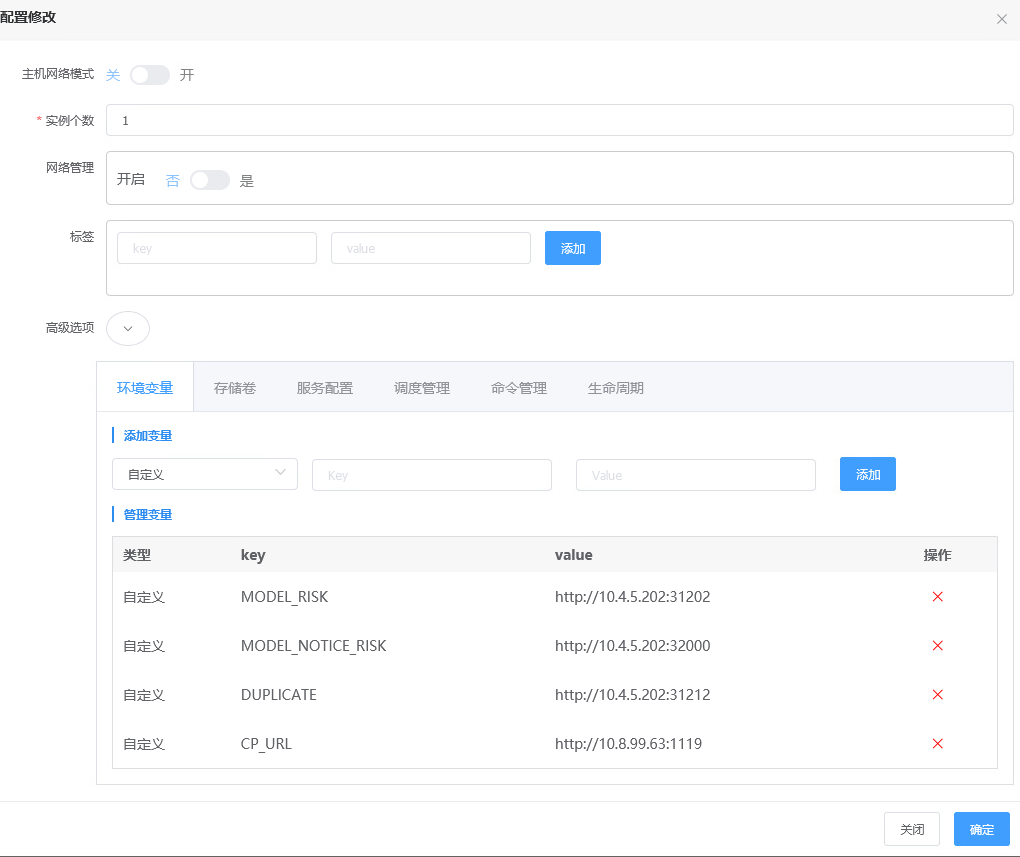 配置修改
主机网络模式 关 开
* 实例个数 1
网络管理 开启 否 是
标签 key value 添加
高级选项
环境变量 存储卷 服务配置 调度管理 命令管理 生命周期
添加变量
自定义 Key Value 添加
管理变量
类型 key value 操作
自定义 MODEL_RISK http://10.4.5.202:31202
自定义 MODEL_NOTICE_RISK http://10.4.5.202:32000
自定义 DUPLICATE http://10.4.5.202:31212
自定义 CP_URL http://10.8.99.63:1119
关闭 确定